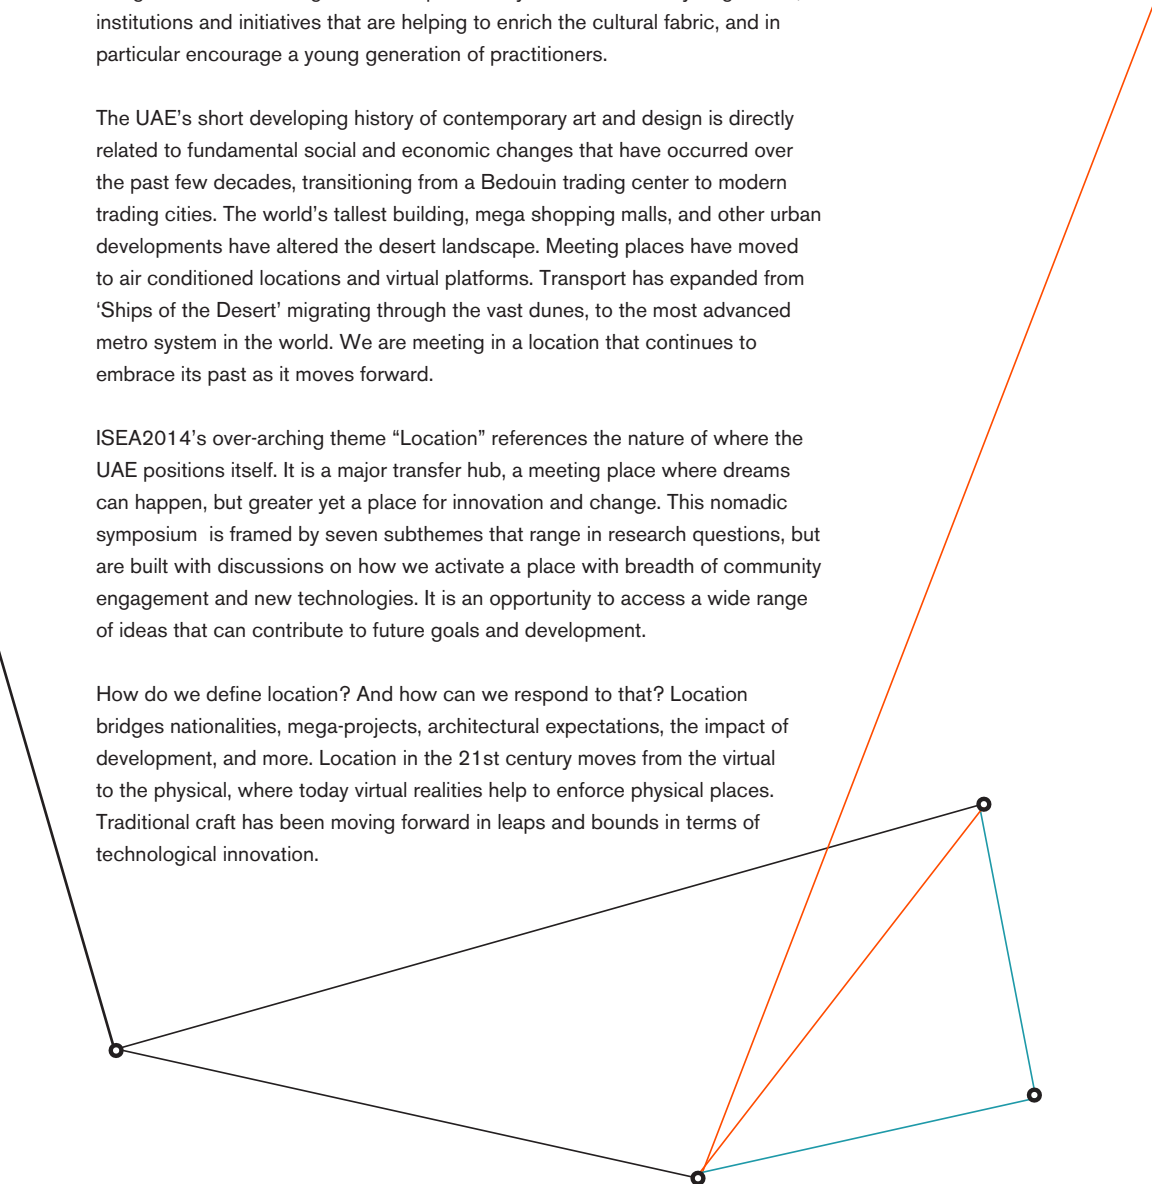 institutions and initiatives that are helping to enrich the cultural fabric, and in
particular encourage a young generation of practitioners.
The UAE’s short developing history of contemporary art and design is directly
related to fundamental social and economic changes that have occurred over
the past few decades, transitioning from a Bedouin trading center to modern
trading cities. The world’s tallest building, mega shopping malls, and other urban
developments have altered the desert landscape. Meeting places have moved
to air conditioned locations and virtual platforms. Transport has expanded from
‘Ships of the Desert’ migrating through the vast dunes, to the most advanced
metro system in the world. We are meeting in a location that continues to
embrace its past as it moves forward.
ISEA2014’s over-arching theme “Location” references the nature of where the
UAE positions itself. It is a major transfer hub, a meeting place where dreams
can happen, but greater yet a place for innovation and change. This nomadic
symposium  is framed by seven subthemes that range in research questions, but
are built with discussions on how we activate a place with breadth of community
engagement and new technologies. It is an opportunity to access a wide range
of ideas that can contribute to future goals and development.
How do we define location? And how can we respond to that? Location
bridges nationalities, mega-projects, architectural expectations, the impact of
development, and more. Location in the 21st century moves from the virtual
to the physical, where today virtual realities help to enforce physical places.
Traditional craft has been moving forward in leaps and bounds in terms of
technological innovation.